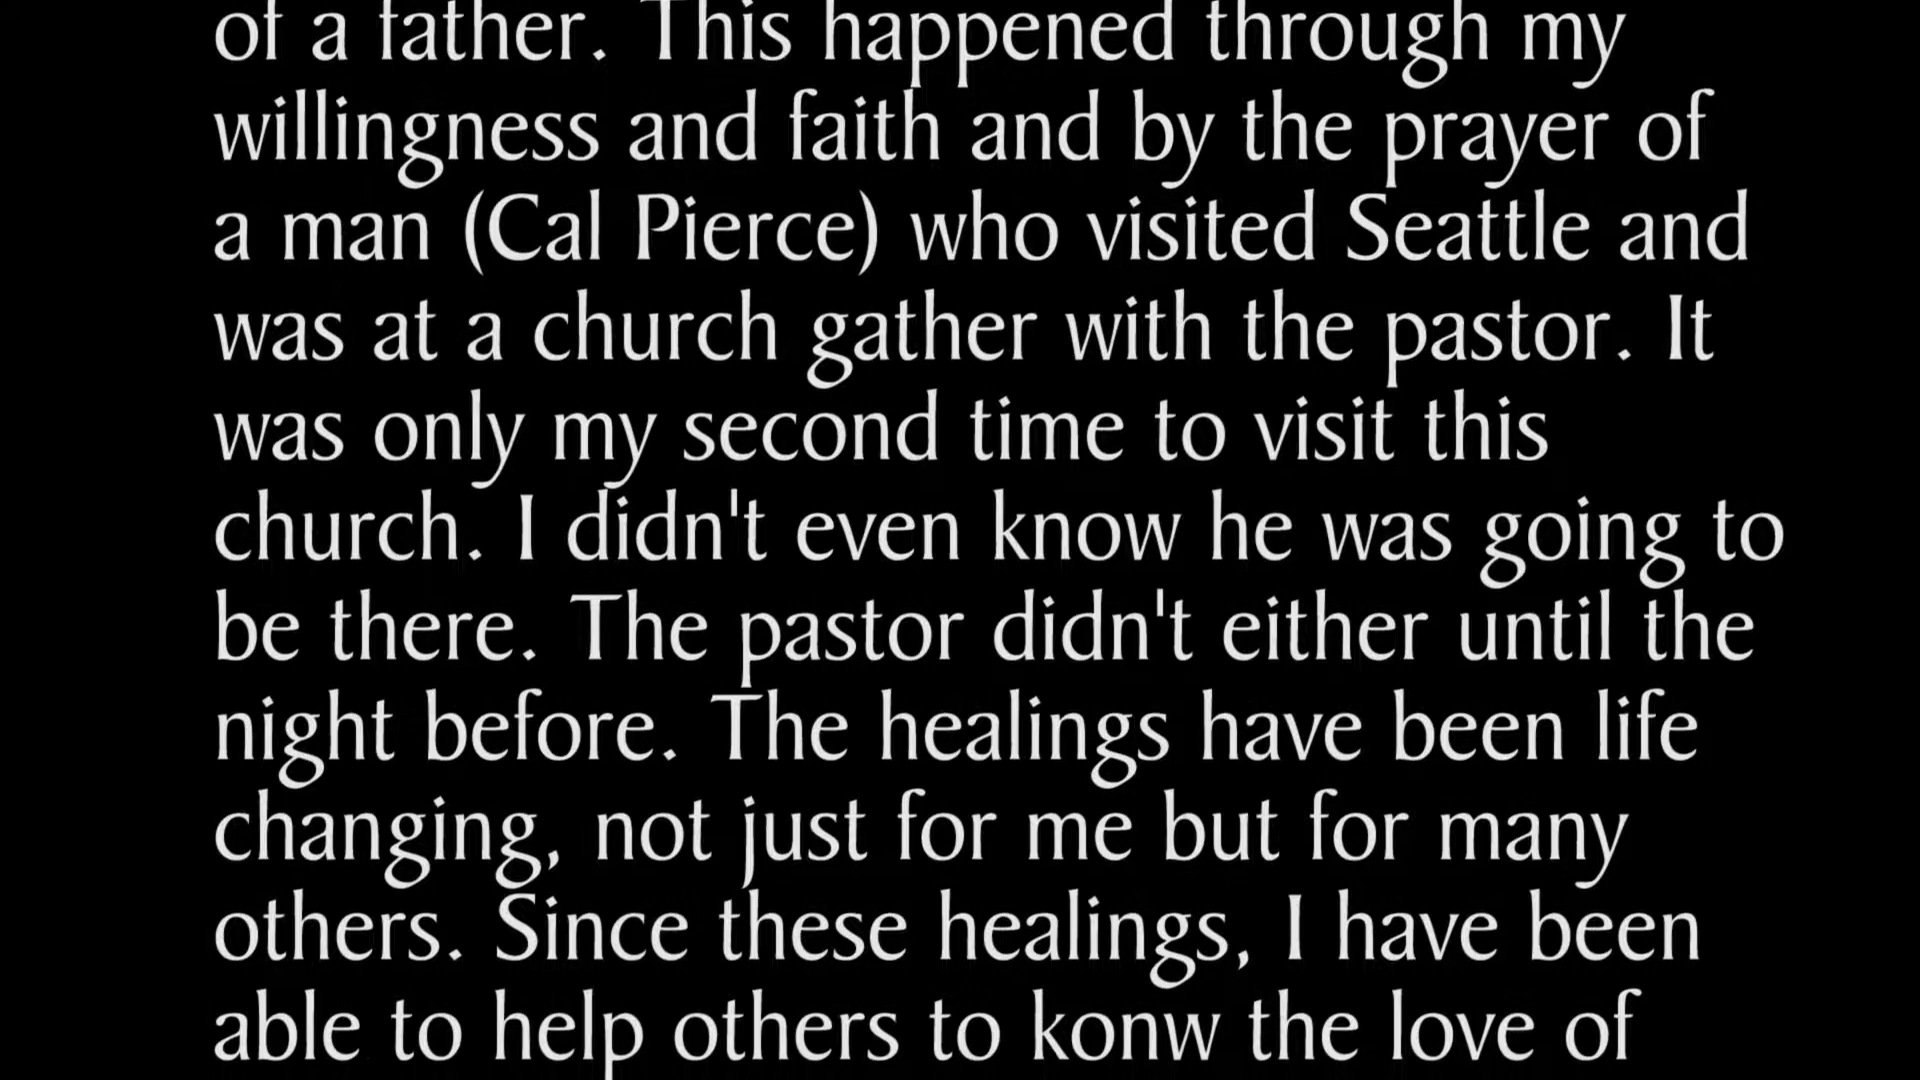 of a father. This happened through my
willingness and faith and by the prayer of
a man (Cal Pierce) who visited Seattle and
was at a church gather with the pastor. It
was only my second time to visit this
church. I didn't even know he was going to
be there. The pastor didn't either until the
night before. The healings have been life
changing, not just for me but for many
others. Since these healings, I have been
able to help others to konw the love of